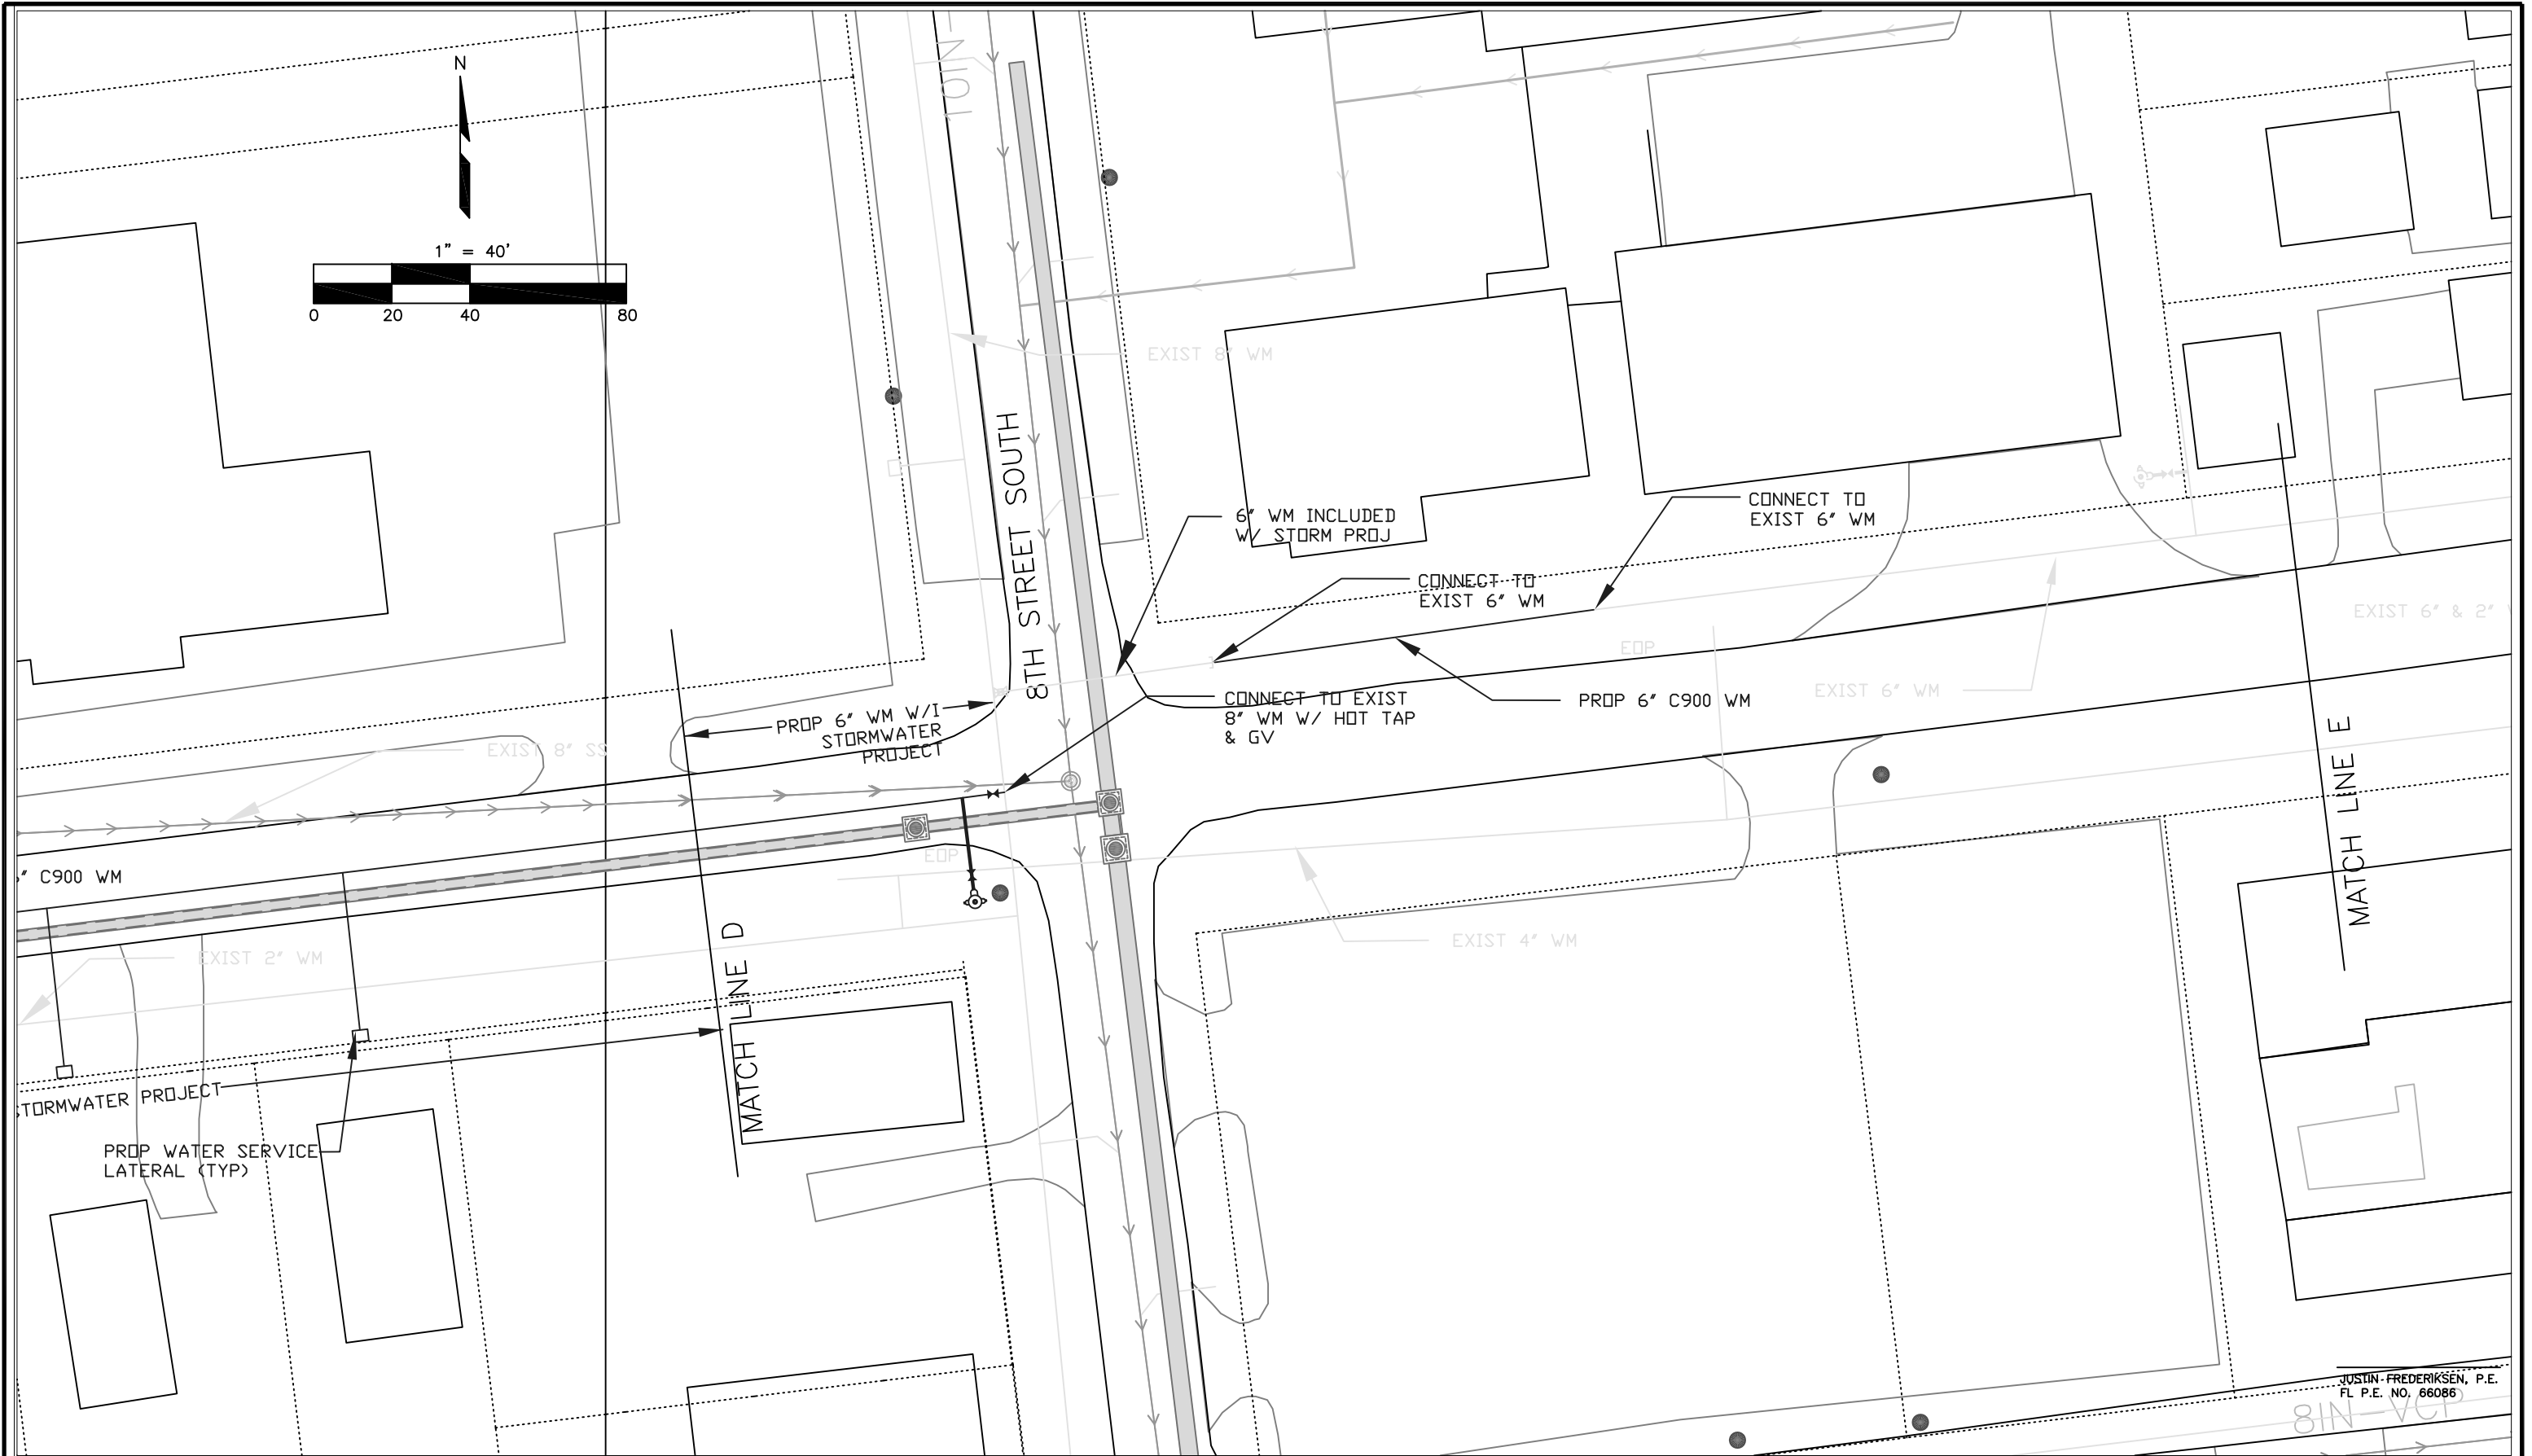 10IN-
N
1" = 40'
0 20 40 80
EXIST 8" WM
8TH STREET SOUTH
6" WM INCLUDED
W/ STORM PROJ
CONNECT TO
EXIST 6" WM
CONNECT TO
EXIST 6" WM
EXIST 6" & 2"
EOP
EXIST 6" WM
PROP 6" C900 WM
CONNECT TO EXIST
8" WM W/ HOT TAP
& GV
PROP 6" WM W/I
STORMWATER
PROJECT
EXIST 8" SS
MATCH LINE E
EOP
" C900 WM
EXIST 4" WM
EXIST 2" WM
MATCH LINE D
STORMWATER PROJECT
PROP WATER SERVICE
LATERAL (TYP)
JUSTIN FREDERIKSEN, P.E.
FL P.E. NO. 66086
8IN-VCP